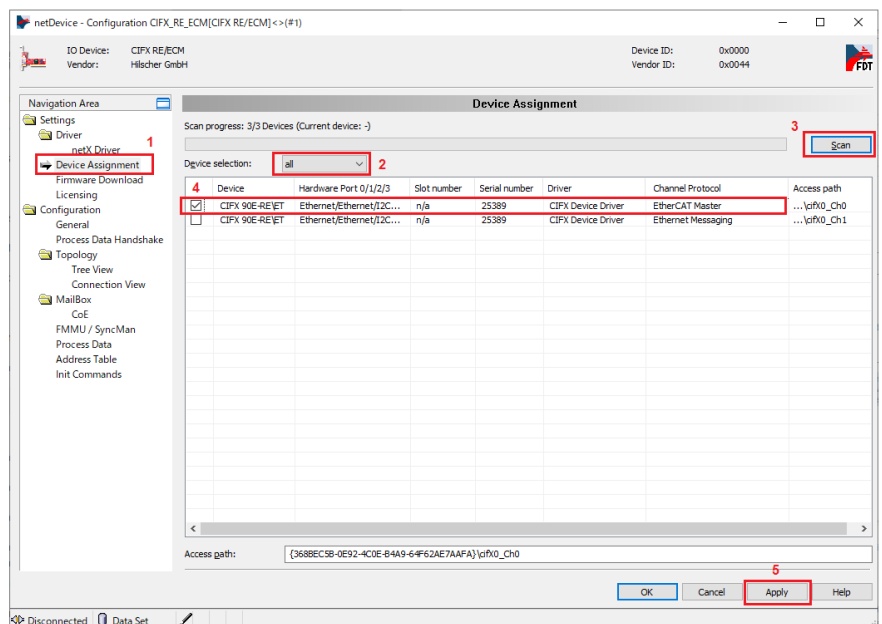 netDevice - Configuration CIFX_RE_ECM[CIFX RE/ECM]<>(#1)
IO Device: CIFX RE/ECM
Vendor: Hilscher GmbH
Device ID: 0x0000
Vendor ID: 0x0044
FDT
Navigation Area
Settings
Driver
netX Driver
1
Device Assignment
Firmware Download
Licensing
Configuration
General
Process Data Handshake
Topology
Tree View
Connection View
MailBox
CoE
FMMU / SyncMan
Process Data
Address Table
Init Commands
Device Assignment
Scan progress: 3/3 Devices (Current device: -)
3
Scan
Device selection: all 2
4 Device Hardware Port 0/1/2/3 Slot number Serial number Driver Channel Protocol Access path
CIFX 90E-RE\ET Ethernet/Ethernet/I2C... n/a 25389 CIFX Device Driver EtherCAT Master ...\cifX0_Ch0
CIFX 90E-RE\ET Ethernet/Ethernet/I2C... n/a 25389 CIFX Device Driver Ethernet Messaging ...\cifX0_Ch1
Access path: {368BEC5B-0E92-4C0E-B4A9-64F62AE7AAFA}\cifX0_Ch0
5
OK Cancel Apply Help
Disconnected Data Set